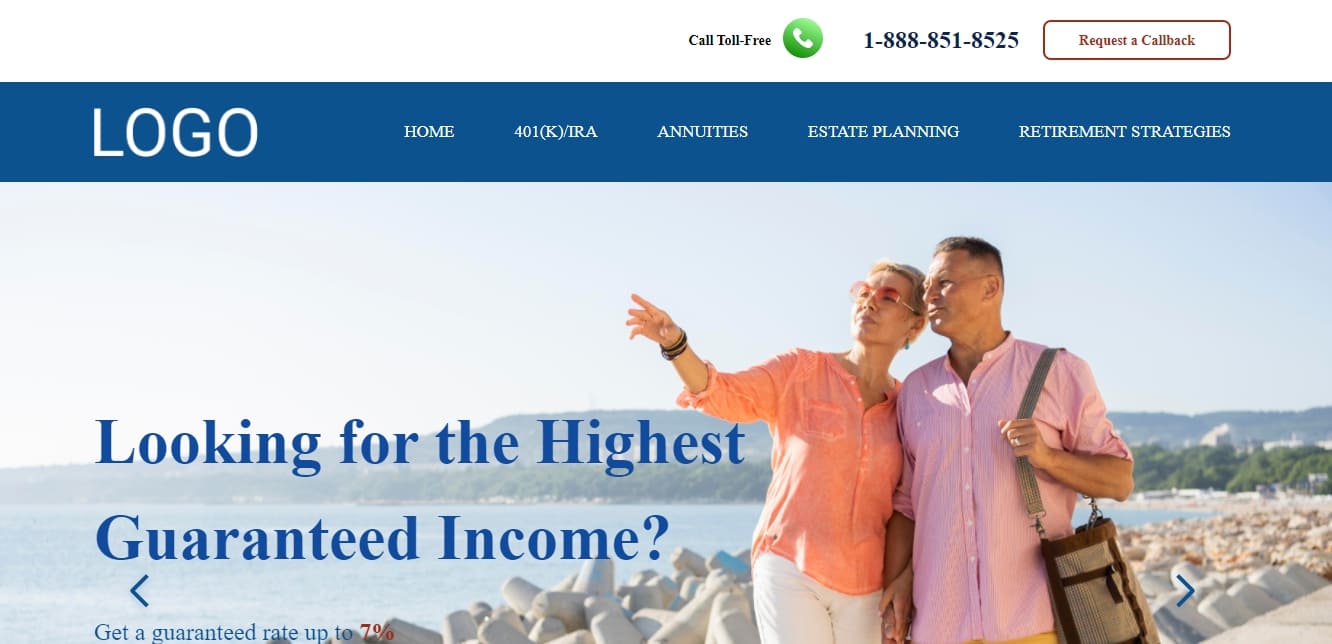 Call Toll-Free 1-888-851-8525 Request a Callback
LOGO HOME 401(K)/IRA ANNUITIES ESTATE PLANNING RETIREMENT STRATEGIES
Looking for the Highest
Guaranteed Income?
Get a guaranteed rate up to 7%